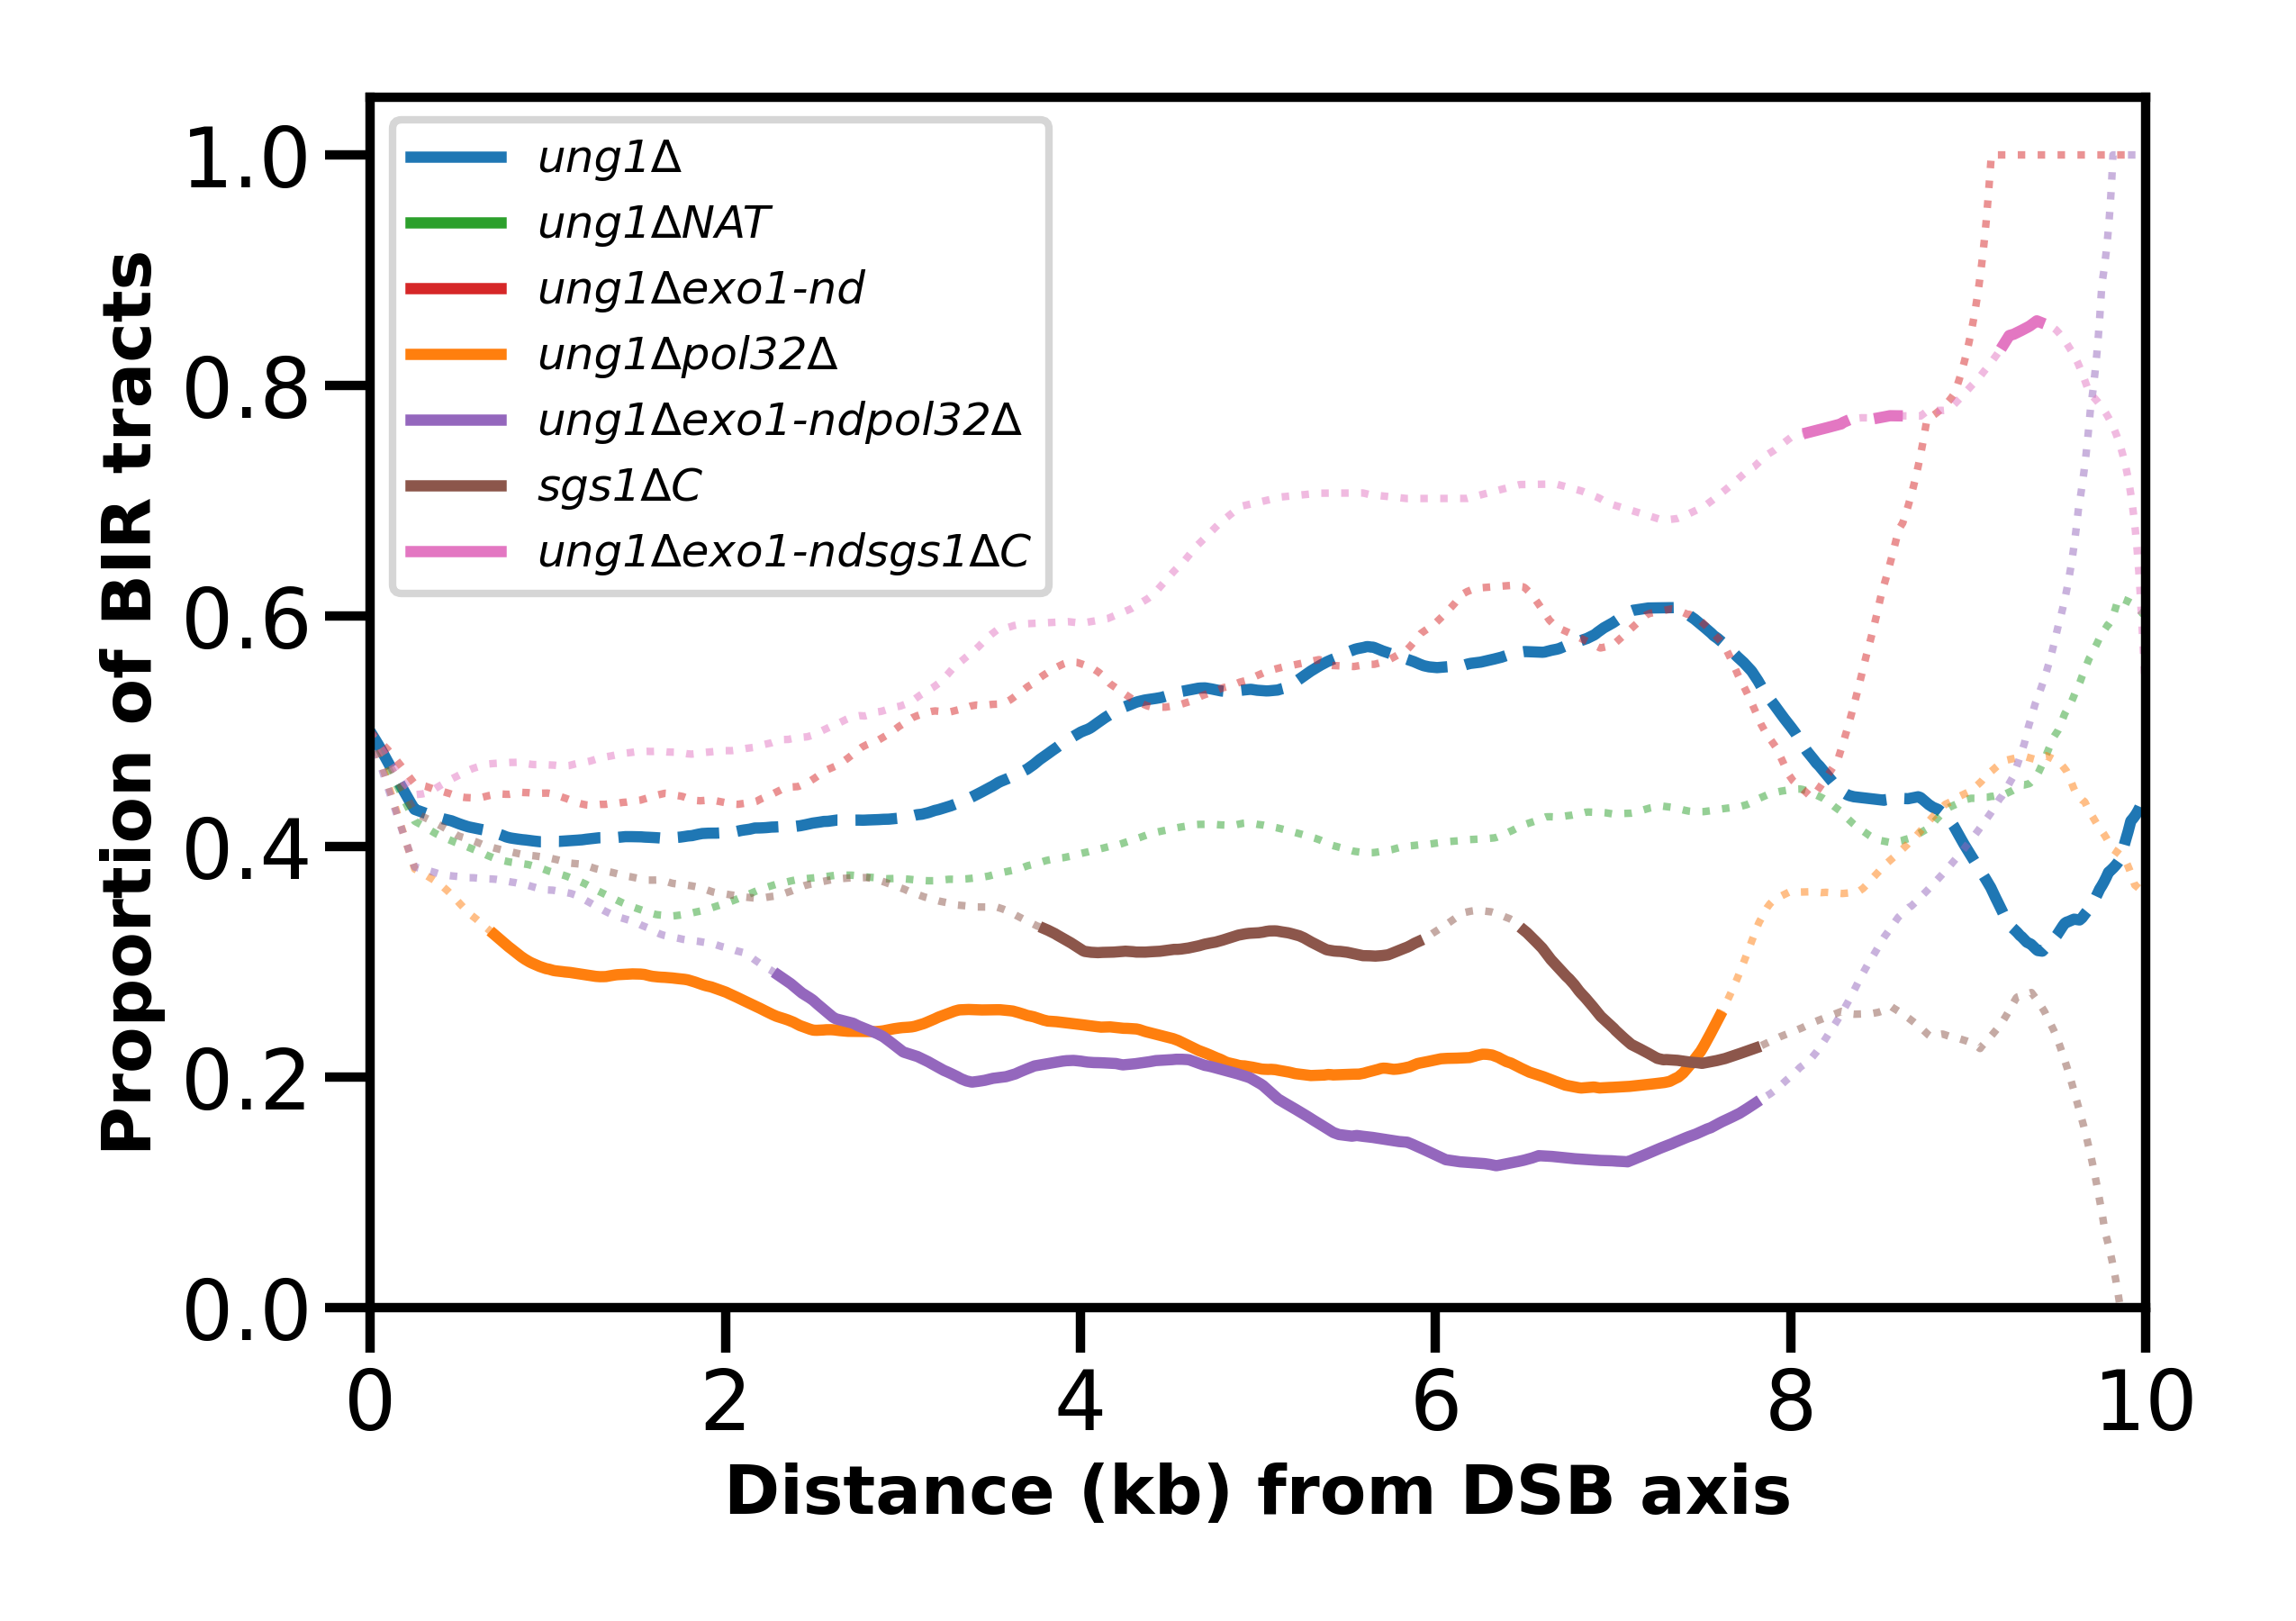 Proportion of BIR tracts
1.0
0.8
0.6
0.4
0.2
0.0
ung1Δ
ung1ΔNAT
ung1Δexo1-nd
ung1Δpol32Δ
ung1Δexo1-ndpol32Δ
sgs1ΔC
ung1Δexo1-ndsgs1ΔC
0 2 4 6 8 10
Distance (kb) from DSB axis